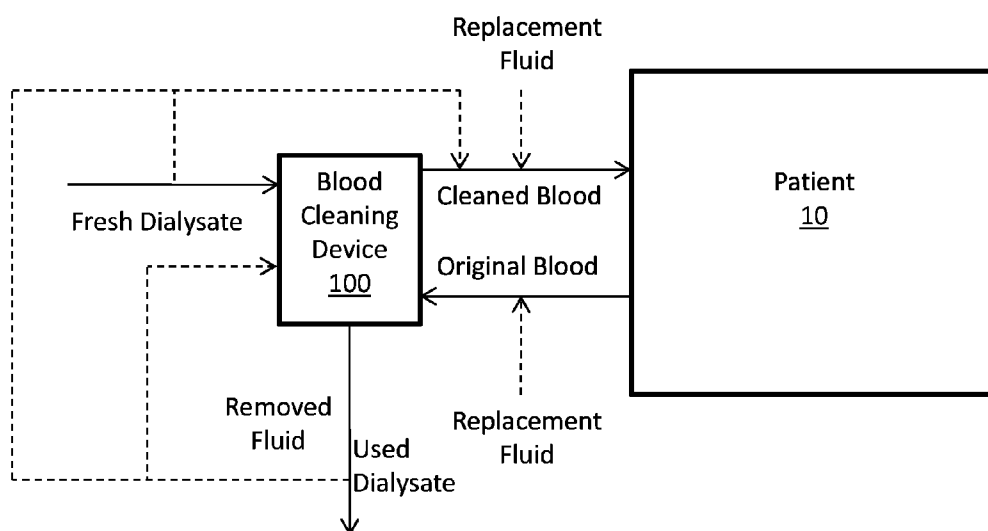 Replacement
Fluid
Fresh Dialysate
Blood
Cleaning
Device
100
Cleaned Blood
Original Blood
Patient
10
Removed
Fluid
Used
Dialysate
Replacement
Fluid